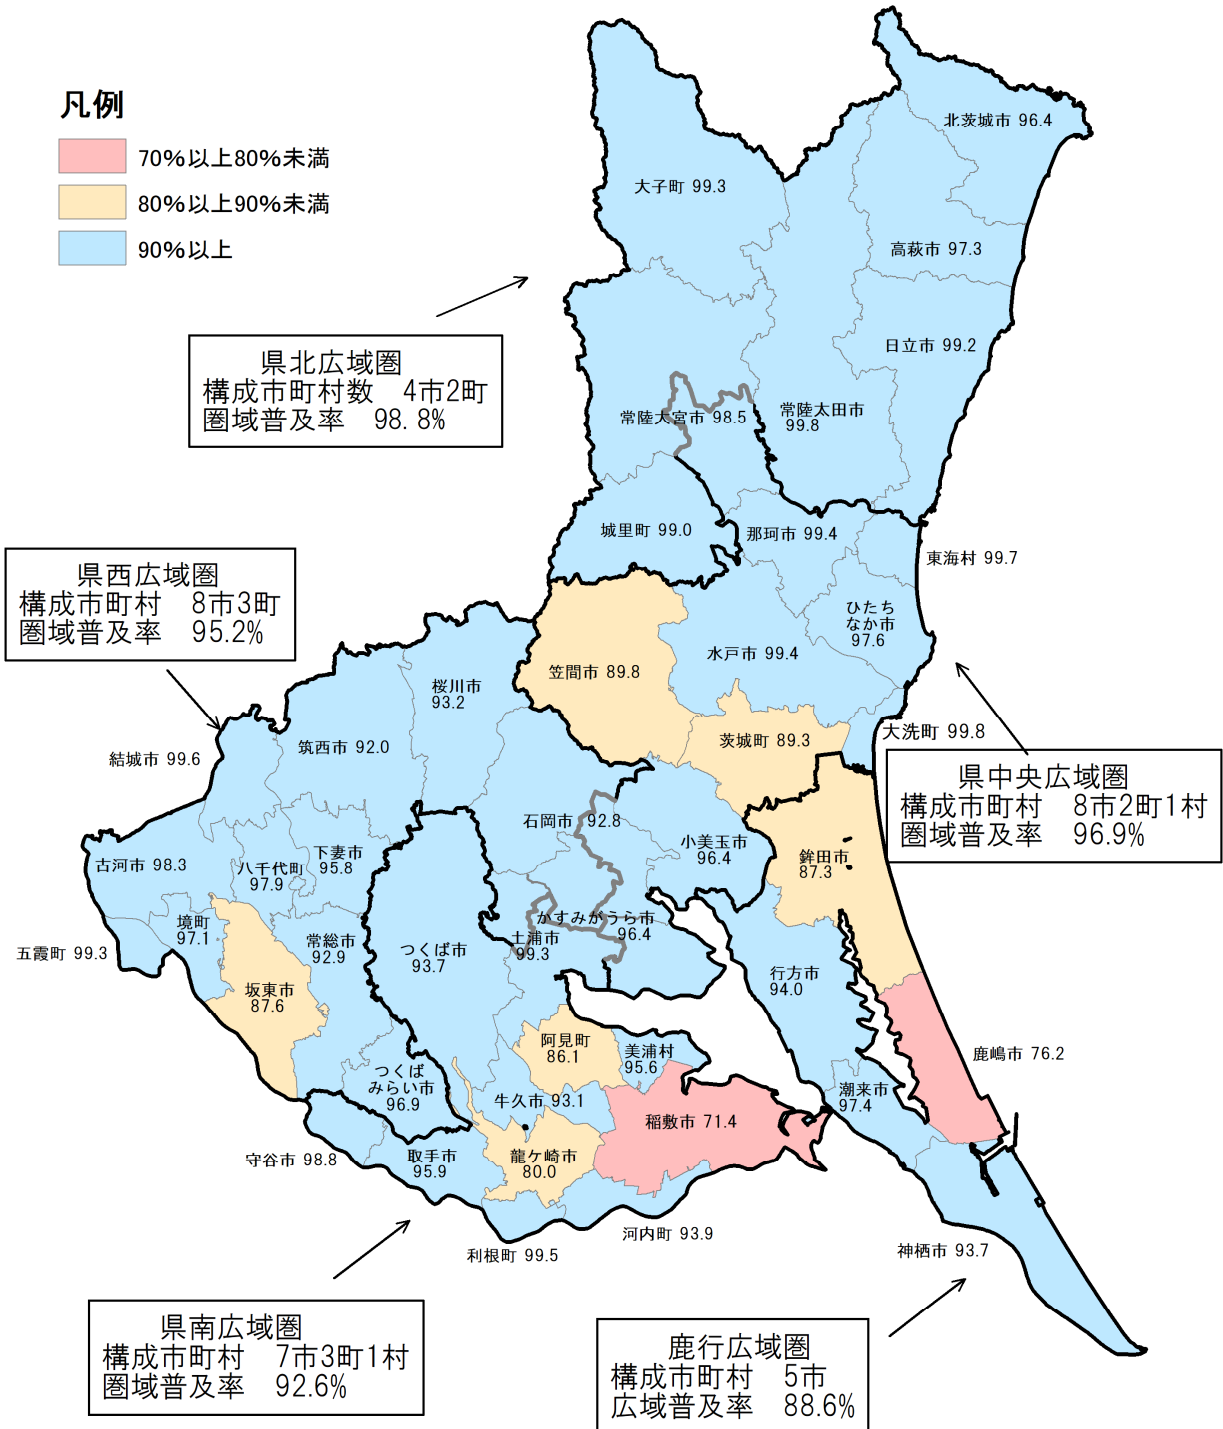 凡例
70%以上80%未満
80%以上90%未満
90%以上
北茨城市 96.4
大子町 99.3
高萩市 97.3
日立市 99.2
県北広域圏
構成市町村数 4市2町
圏域普及率 98.8%
常陸大宮市 98.5
常陸太田市
99.8
城里町 99.0
那珂市 99.4
東海村 99.7
県西広域圏
構成市町村 8市3町
圏域普及率 95.2%
ひたち
なか市
97.6
水戸市 99.4
笠間市 89.8
桜川市
93.2
茨城町 89.3
大洗町 99.8
筑西市 92.0
結城市 99.6
県中央広域圏
構成市町村 8市2町1村
圏域普及率 96.9%
石岡市 92.8
小美玉市
96.4
鉾田市
87.3
古河市 98.3
八千代町
97.9
下妻市
95.8
境町
97.1
かすみがうら市
96.4
土浦市
99.3
つくば市
93.7
常総市
92.9
五霞町 99.3
坂東市
87.6
行方市
94.0
阿見町
86.1
美浦村
95.6
鹿嶋市 76.2
つくば
みらい市
96.9
牛久市 93.1
潮来市
97.4
稲敷市 71.4
守谷市 98.8
取手市
95.9
龍ケ崎市
80.0
河内町 93.9
利根町 99.5
神栖市 93.7
県南広域圏
構成市町村 7市3町1村
圏域普及率 92.6%
鹿行広域圏
構成市町村 5市
広域普及率 88.6%